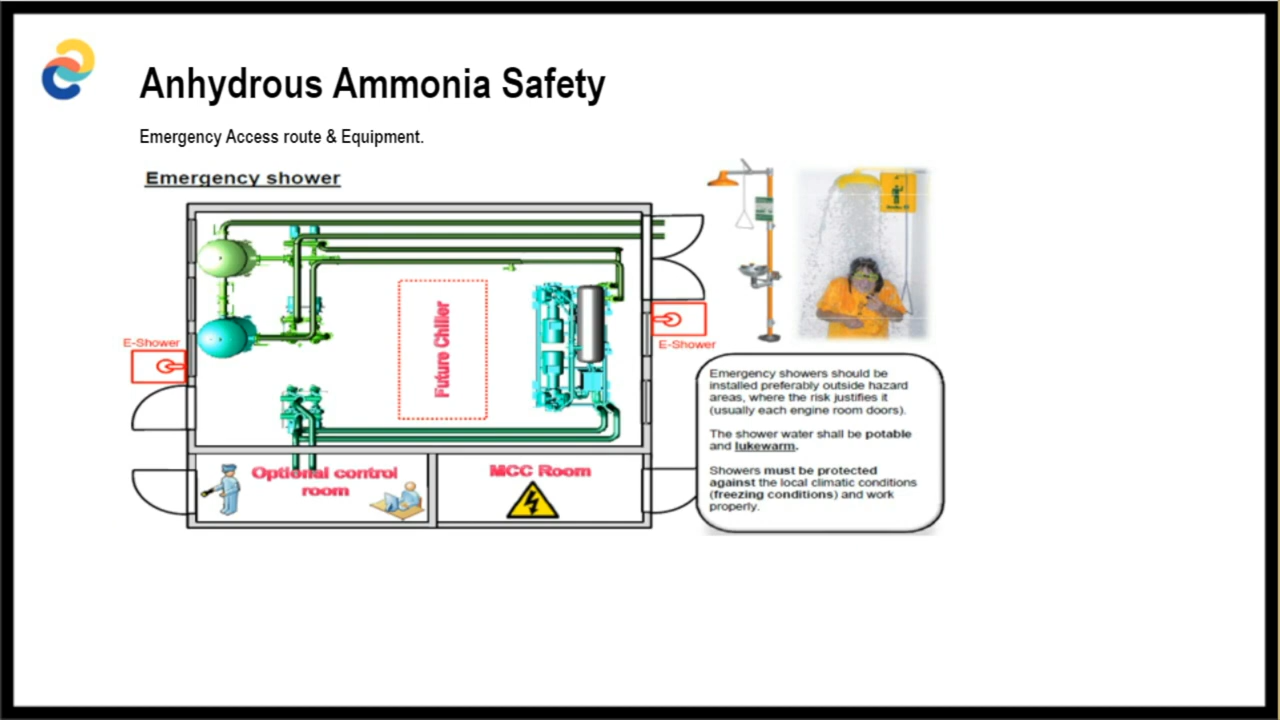 Anhydrous Ammonia Safety
Emergency Access route & Equipment.
Emergency shower
Future Chiller
E-Shower
E-Shower
Optional control
room
MCC Room
Emergency showers should be
installed preferably outside hazard
areas, where the risk justifies it
(usually each engine room doors).
The shower water shall be potable
and lukewarm.
Showers must be protected
against the local climatic conditions
(freezing conditions) and work
properly.